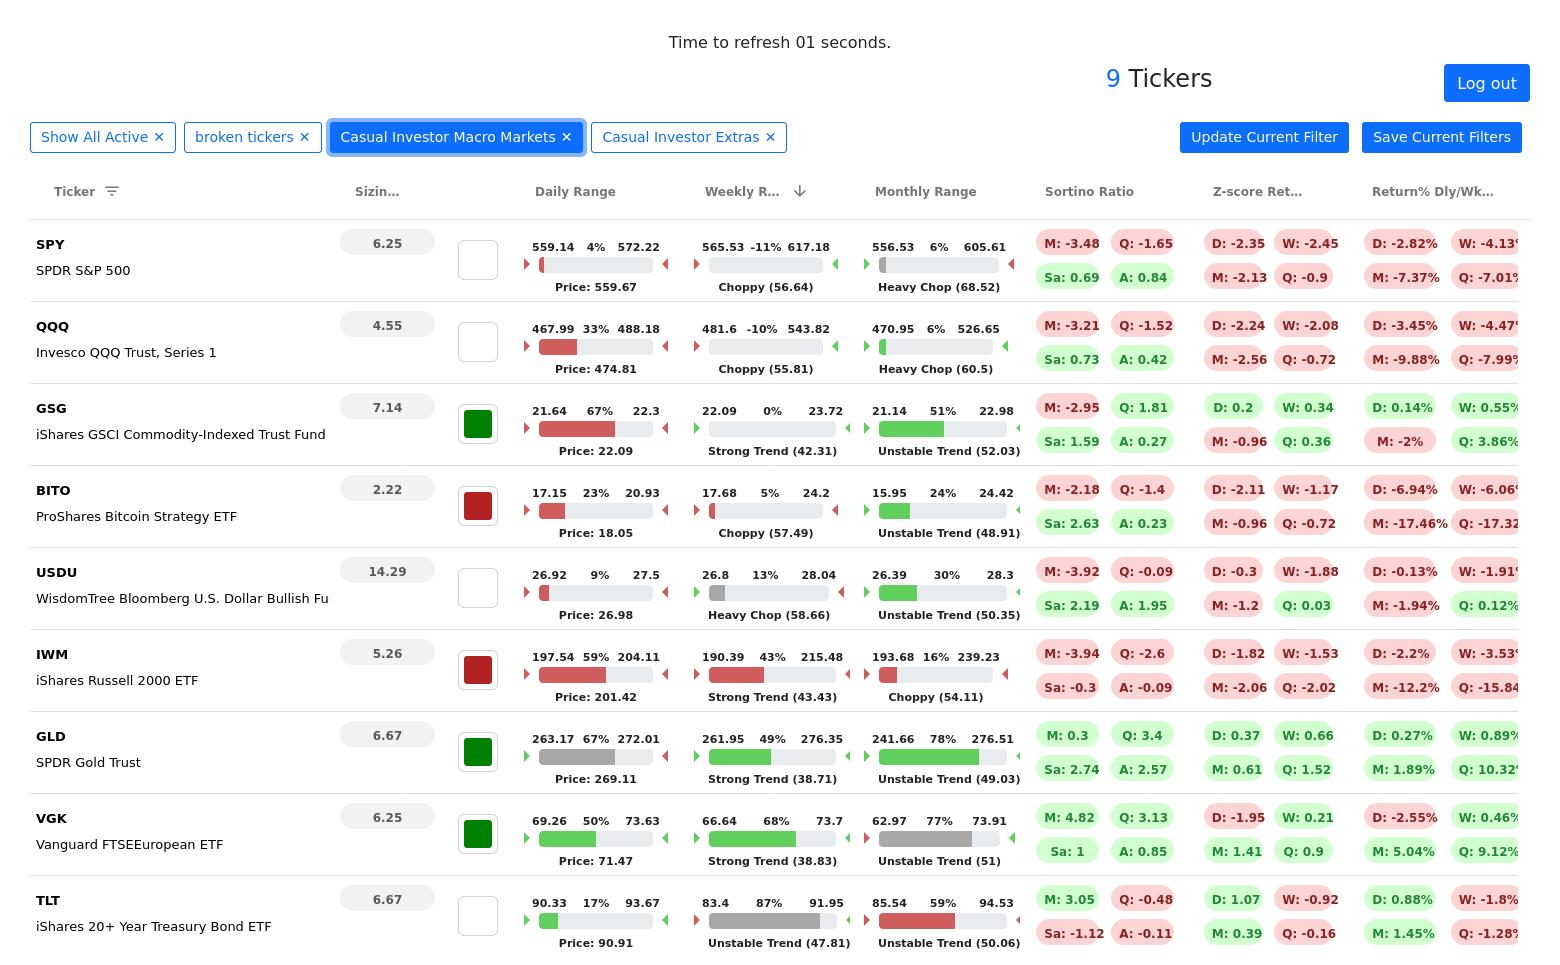 Time to refresh 01 seconds.
9 Tickers
Log out
Show All Active ✕ broken tickers ✕ Casual Investor Macro Markets ✕ Casual Investor Extras ✕ Update Current Filter Save Current Filters
Ticker Sizin... Daily Range Weekly R... Monthly Range Sortino Ratio Z-score Ret... Return% Dly/Wk...
SPY 6.25 559.14 4% 572.22 565.53 -11% 617.18 556.53 6% 605.61 M: -3.48 Q: -1.65 D: -2.35 W: -2.45 D: -2.82% W: -4.13%
SPDR S&P 500 Sa: 0.69 A: 0.84 M: -2.13 Q: -0.9 M: -7.37% Q: -7.01%
Price: 559.67 Choppy (56.64) Heavy Chop (68.52)
QQQ 4.55 467.99 33% 488.18 481.6 -10% 543.82 470.95 6% 526.65 M: -3.21 Q: -1.52 D: -2.24 W: -2.08 D: -3.45% W: -4.47%
Invesco QQQ Trust, Series 1 Sa: 0.73 A: 0.42 M: -2.56 Q: -0.72 M: -9.88% Q: -7.99%
Price: 474.81 Choppy (55.81) Heavy Chop (60.5)
GSG 7.14 21.64 67% 22.3 22.09 0% 23.72 21.14 51% 22.98 M: -2.95 Q: 1.81 D: 0.2 W: 0.34 D: 0.14% W: 0.55%
iShares GSCI Commodity-Indexed Trust Fund Sa: 1.59 A: 0.27 M: -0.96 Q: 0.36 M: -2% Q: 3.86%
Price: 22.09 Strong Trend (42.31) Unstable Trend (52.03)
BITO 2.22 17.15 23% 20.93 17.68 5% 24.2 15.95 24% 24.42 M: -2.18 Q: -1.4 D: -2.11 W: -1.17 D: -6.94% W: -6.06%
ProShares Bitcoin Strategy ETF Sa: 2.63 A: 0.23 M: -0.96 Q: -0.72 M: -17.46% Q: -17.32
Price: 18.05 Choppy (57.49) Unstable Trend (48.91)
USDU 14.29 26.92 9% 27.5 26.8 13% 28.04 26.39 30% 28.3 M: -3.92 Q: -0.09 D: -0.3 W: -1.88 D: -0.13% W: -1.91%
WisdomTree Bloomberg U.S. Dollar Bullish Fu Sa: 2.19 A: 1.95 M: -1.2 Q: 0.03 M: -1.94% Q: 0.12%
Price: 26.98 Heavy Chop (58.66) Unstable Trend (50.35)
IWM 5.26 197.54 59% 204.11 190.39 43% 215.48 193.68 16% 239.23 M: -3.94 Q: -2.6 D: -1.82 W: -1.53 D: -2.2% W: -3.53%
iShares Russell 2000 ETF Sa: -0.3 A: -0.09 M: -2.06 Q: -2.02 M: -12.2% Q: -15.84
Price: 201.42 Strong Trend (43.43) Choppy (54.11)
GLD 6.67 263.17 67% 272.01 261.95 49% 276.35 241.66 78% 276.51 M: 0.3 Q: 3.4 D: 0.37 W: 0.66 D: 0.27% W: 0.89%
SPDR Gold Trust Sa: 2.74 A: 2.57 M: 0.61 Q: 1.52 M: 1.89% Q: 10.32%
Price: 269.11 Strong Trend (38.71) Unstable Trend (49.03)
VGK 6.25 69.26 50% 73.63 66.64 68% 73.7 62.97 77% 73.91 M: 4.82 Q: 3.13 D: -1.95 W: 0.21 D: -2.55% W: 0.46%
Vanguard FTSEEuropean ETF Sa: 1 A: 0.85 M: 1.41 Q: 0.9 M: 5.04% Q: 9.12%
Price: 71.47 Strong Trend (38.83) Unstable Trend (51)
TLT 6.67 90.33 17% 93.67 83.4 87% 91.95 85.54 59% 94.53 M: 3.05 Q: -0.48 D: 1.07 W: -0.92 D: 0.88% W: -1.8%
iShares 20+ Year Treasury Bond ETF Sa: -1.12 A: -0.11 M: 0.39 Q: -0.16 M: 1.45% Q: -1.28%
Price: 90.91 Unstable Trend (47.81) Unstable Trend (50.06)